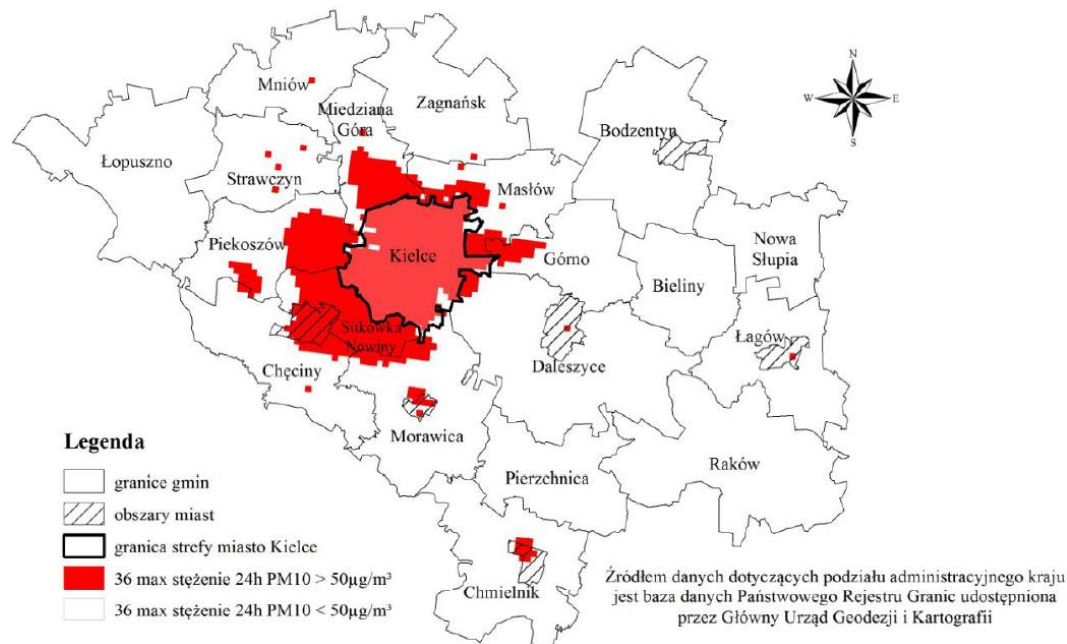 N
W
E
S
Mniów
Zagnańsk
Miedziana
Góra
Bodzentyn
Łopuszno
Strawczyn
Masłów
Piekoszów
Kielce
Górno
Nowa
Słupia
Bieliny
Sitkówka
Nowiny
Łagów
Daleszyce
Chęciny
Morawica
Pierzchnica
Raków
Chmielnik
Legenda
granice gmin
obszary miast
granica strefy miasto Kielce
36 max stężenie 24h PM10 > 50µg/m³
36 max stężenie 24h PM10 < 50µg/m³
Źródłem danych dotyczących podziału administracyjnego kraju
jest baza danych Państwowego Rejestru Granic udostępniona
przez Główny Urząd Geodezji i Kartografii